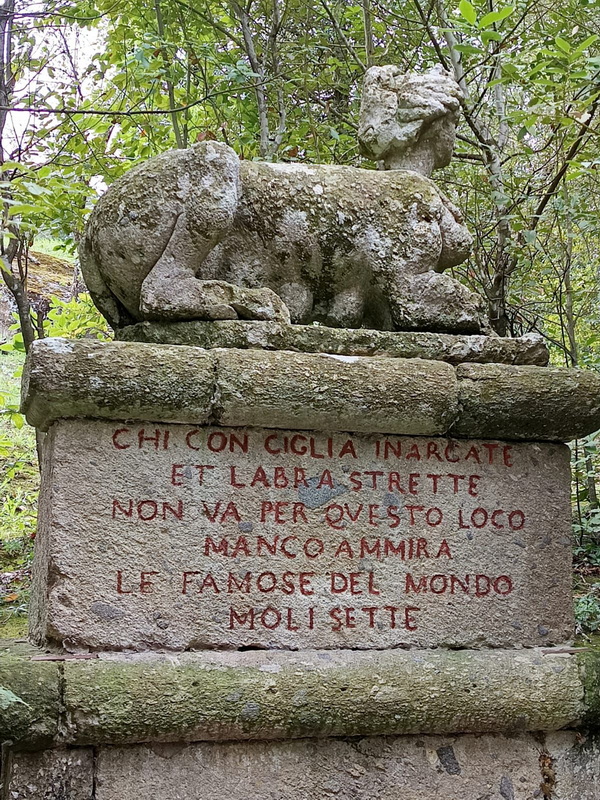 CHI CON CIGLIA INARCATE
ET LABRA STRETTE
NON VA PER QVESTO LOCO
MANCO AMMIRA
LE FAMOSE DEL MONDO
MOLI SETTE